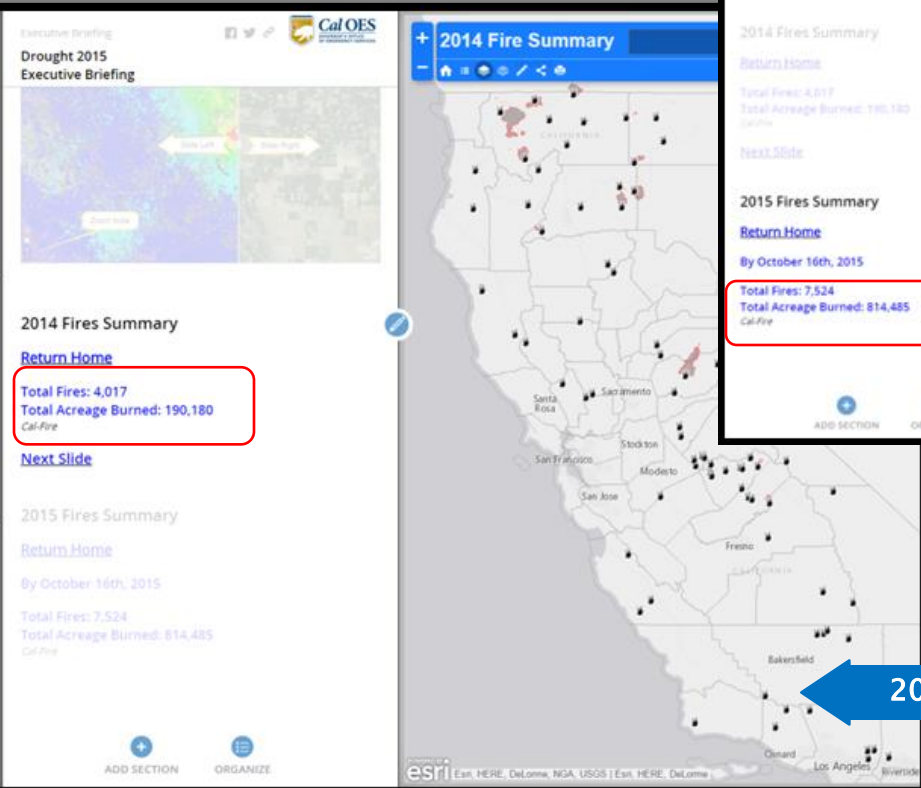 Executive Briefing
Cal OES
GOVERNOR'S OFFICE
OF EMERGENCY SERVICES
Drought 2015
Executive Briefing
Slide Left
Slide Right
Zoom
2014 Fires Summary
Return Home
Total Fires: 4,017
Total Acreage Burned: 190,180
Cal-Fire
Next Slide
2015 Fires Summary
Return Home
By October 16th, 2015
Total Fires: 7,524
Total Acreage Burned: 814,485
Cal-Fire
ADD SECTION
ORGANIZE
+
−
2014 Fire Summary
CALIFORNIA
Santa
Rosa
Sacramento
Stockton
San Francisco
Modesto
San Jose
Fresno
CALIFORNIA
Bakersfield
20
Oxnard
Los Angeles
Riverside
esri
Esri, HERE, DeLorme, NGA, USGS | Esri, HERE, DeLorme
2014 Fires Summary
Return Home
Total Fires: 4,017
Total Acreage Burned: 190,180
Cal-Fire
Next Slide
2015 Fires Summary
Return Home
By October 16th, 2015
Total Fires: 7,524
Total Acreage Burned: 814,485
Cal-Fire
ADD SECTION